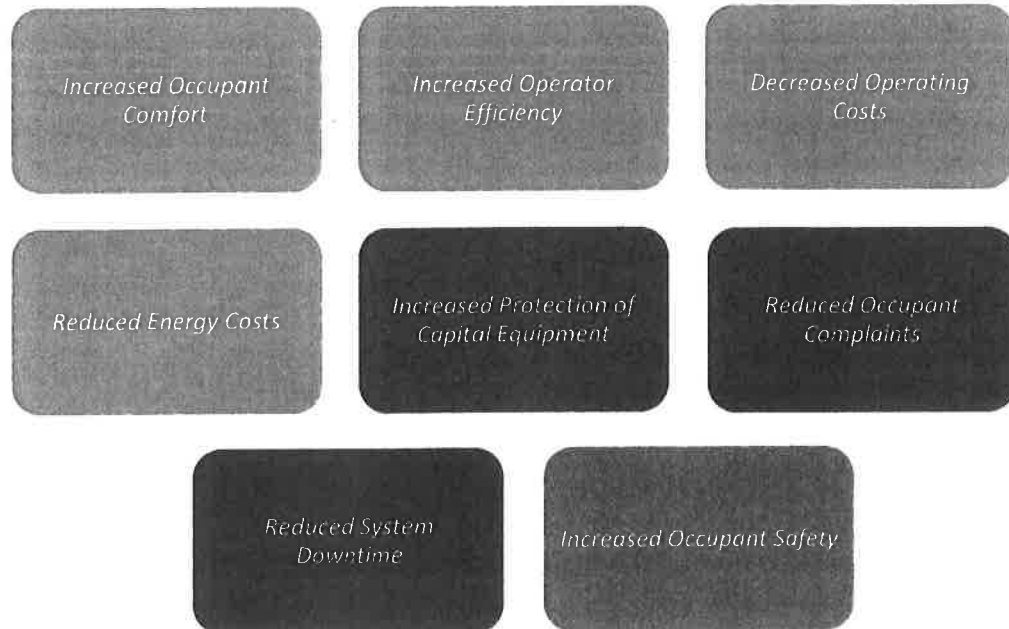 Increased Occupant
Comfort
Increased Operator
Efficiency
Decreased Operating
Costs
Reduced Energy Costs
Increased Protection of
Capital Equipment
Reduced Occupant
Complaints
Reduced System
Downtime
Increased Occupant Safety